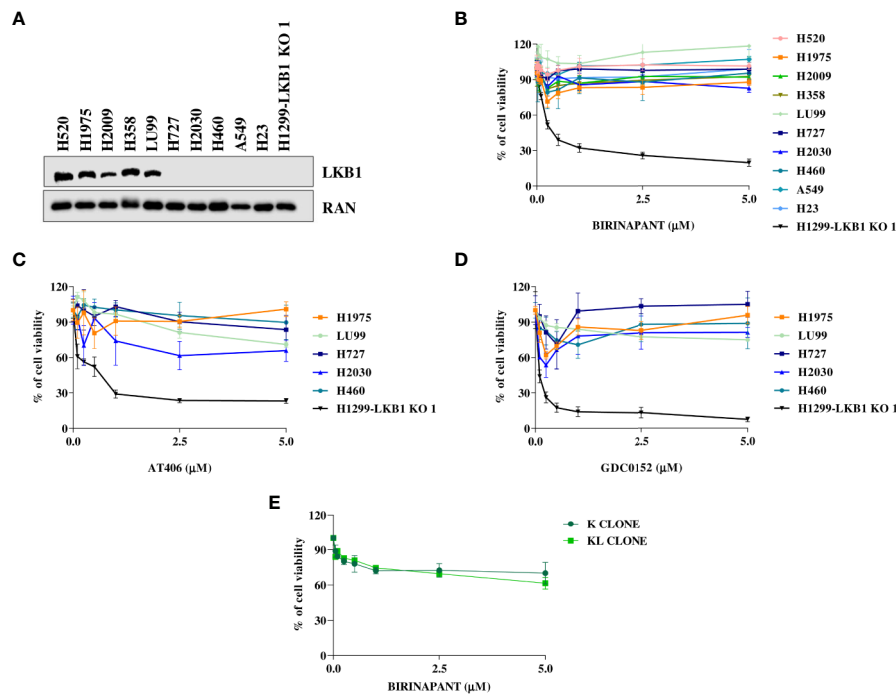 A
H520
H1975
H2009
H358
LU99
H727
H2030
H460
A549
H23
H1299-LKB1 KO 1
LKB1
RAN
B
% of cell viability
120
90
60
30
0
0.0 2.5 5.0
BIRINAPANT (µM)
H520
H1975
H2009
H358
LU99
H727
H2030
H460
A549
H23
H1299-LKB1 KO 1
C
% of cell viability
120
90
60
30
0
0.0 2.5 5.0
AT406 (µM)
H1975
LU99
H727
H2030
H460
H1299-LKB1 KO 1
D
% of cell viability
120
90
60
30
0
0.0 2.5 5.0
GDC0152 (µM)
H1975
LU99
H727
H2030
H460
H1299-LKB1 KO 1
E
% of cell viability
120
90
60
30
0
0.0 2.5 5.0
BIRINAPANT (µM)
K CLONE
KL CLONE